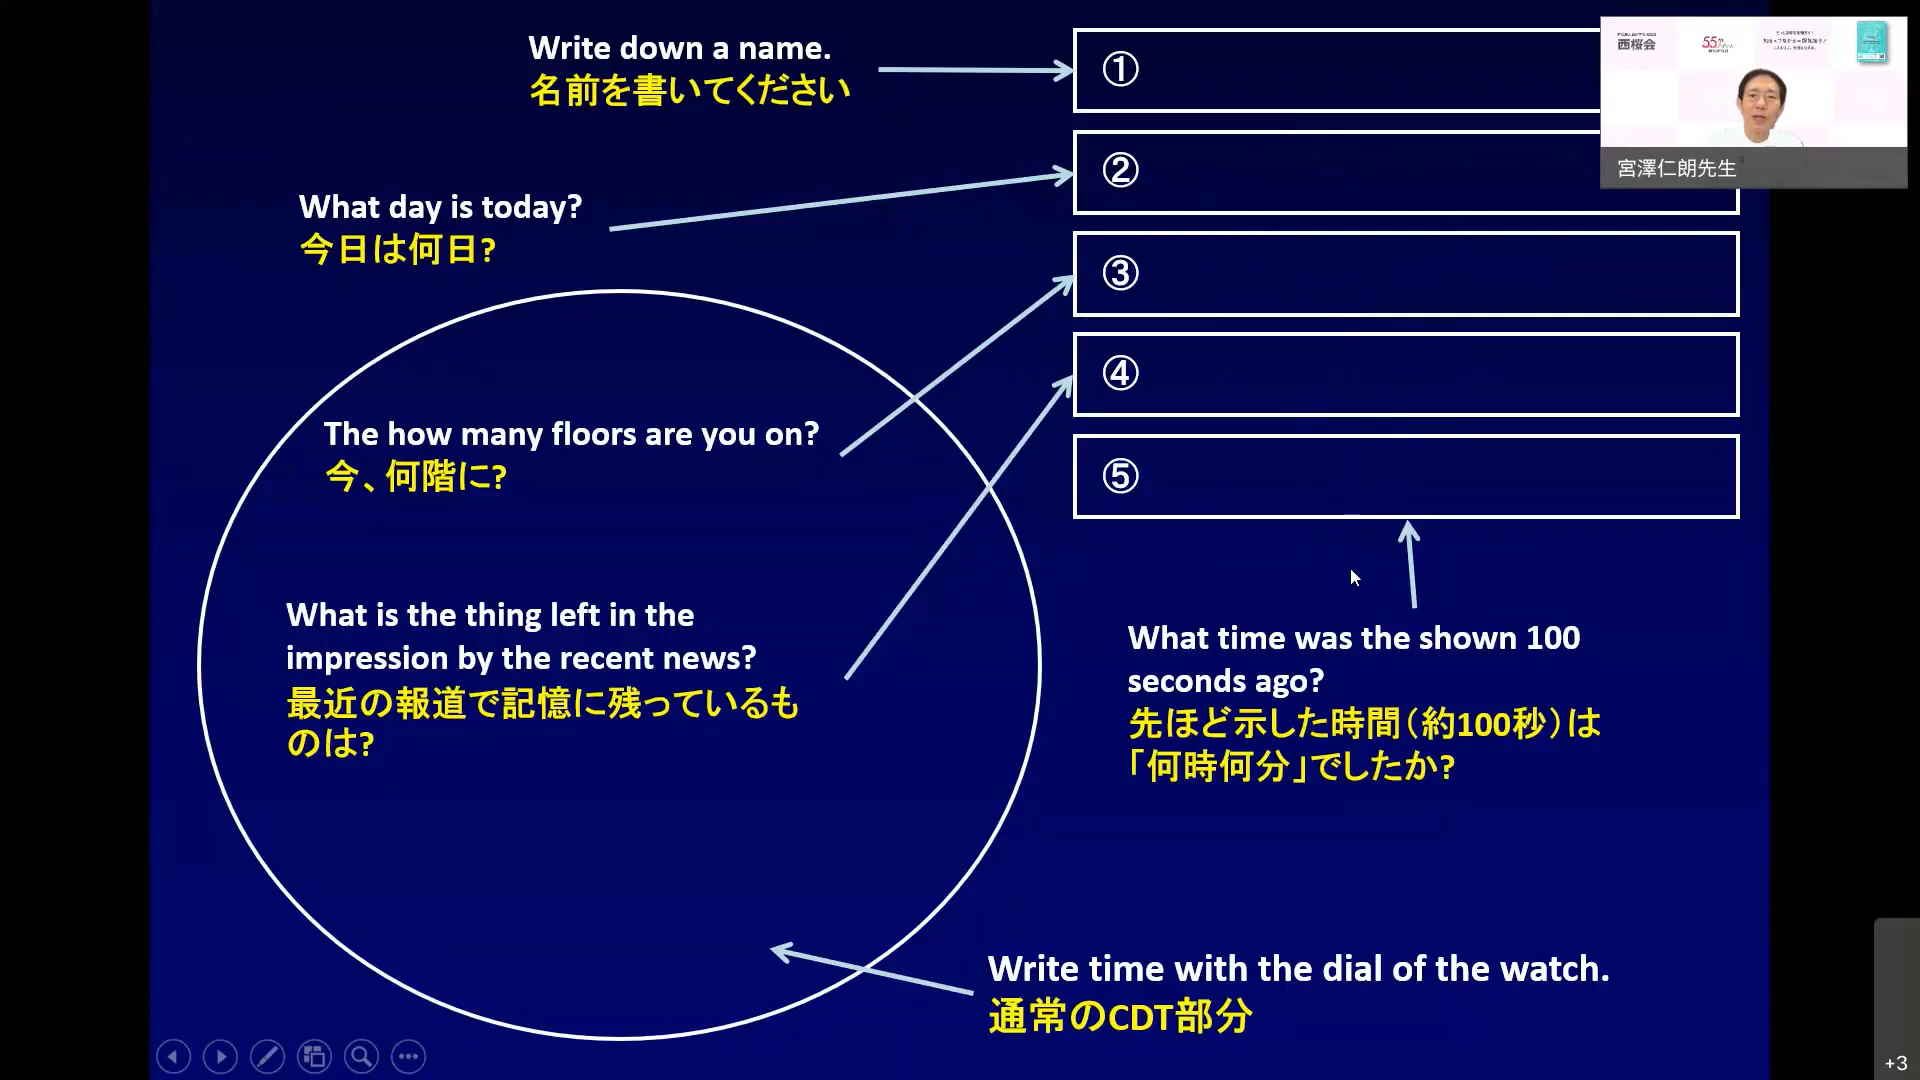 Write down a name.
名前を書いてください
①
西桜会
55th
宮澤仁朗先生
What day is today?
今日は何日?
②
③
The how many floors are you on?
今、何階に?
④
⑤
What is the thing left in the
impression by the recent news?
最近の報道で記憶に残っているも
のは?
What time was the shown 100
seconds ago?
先ほど示した時間(約100秒)は
「何時何分」でしたか?
Write time with the dial of the watch.
通常のCDT部分
+3